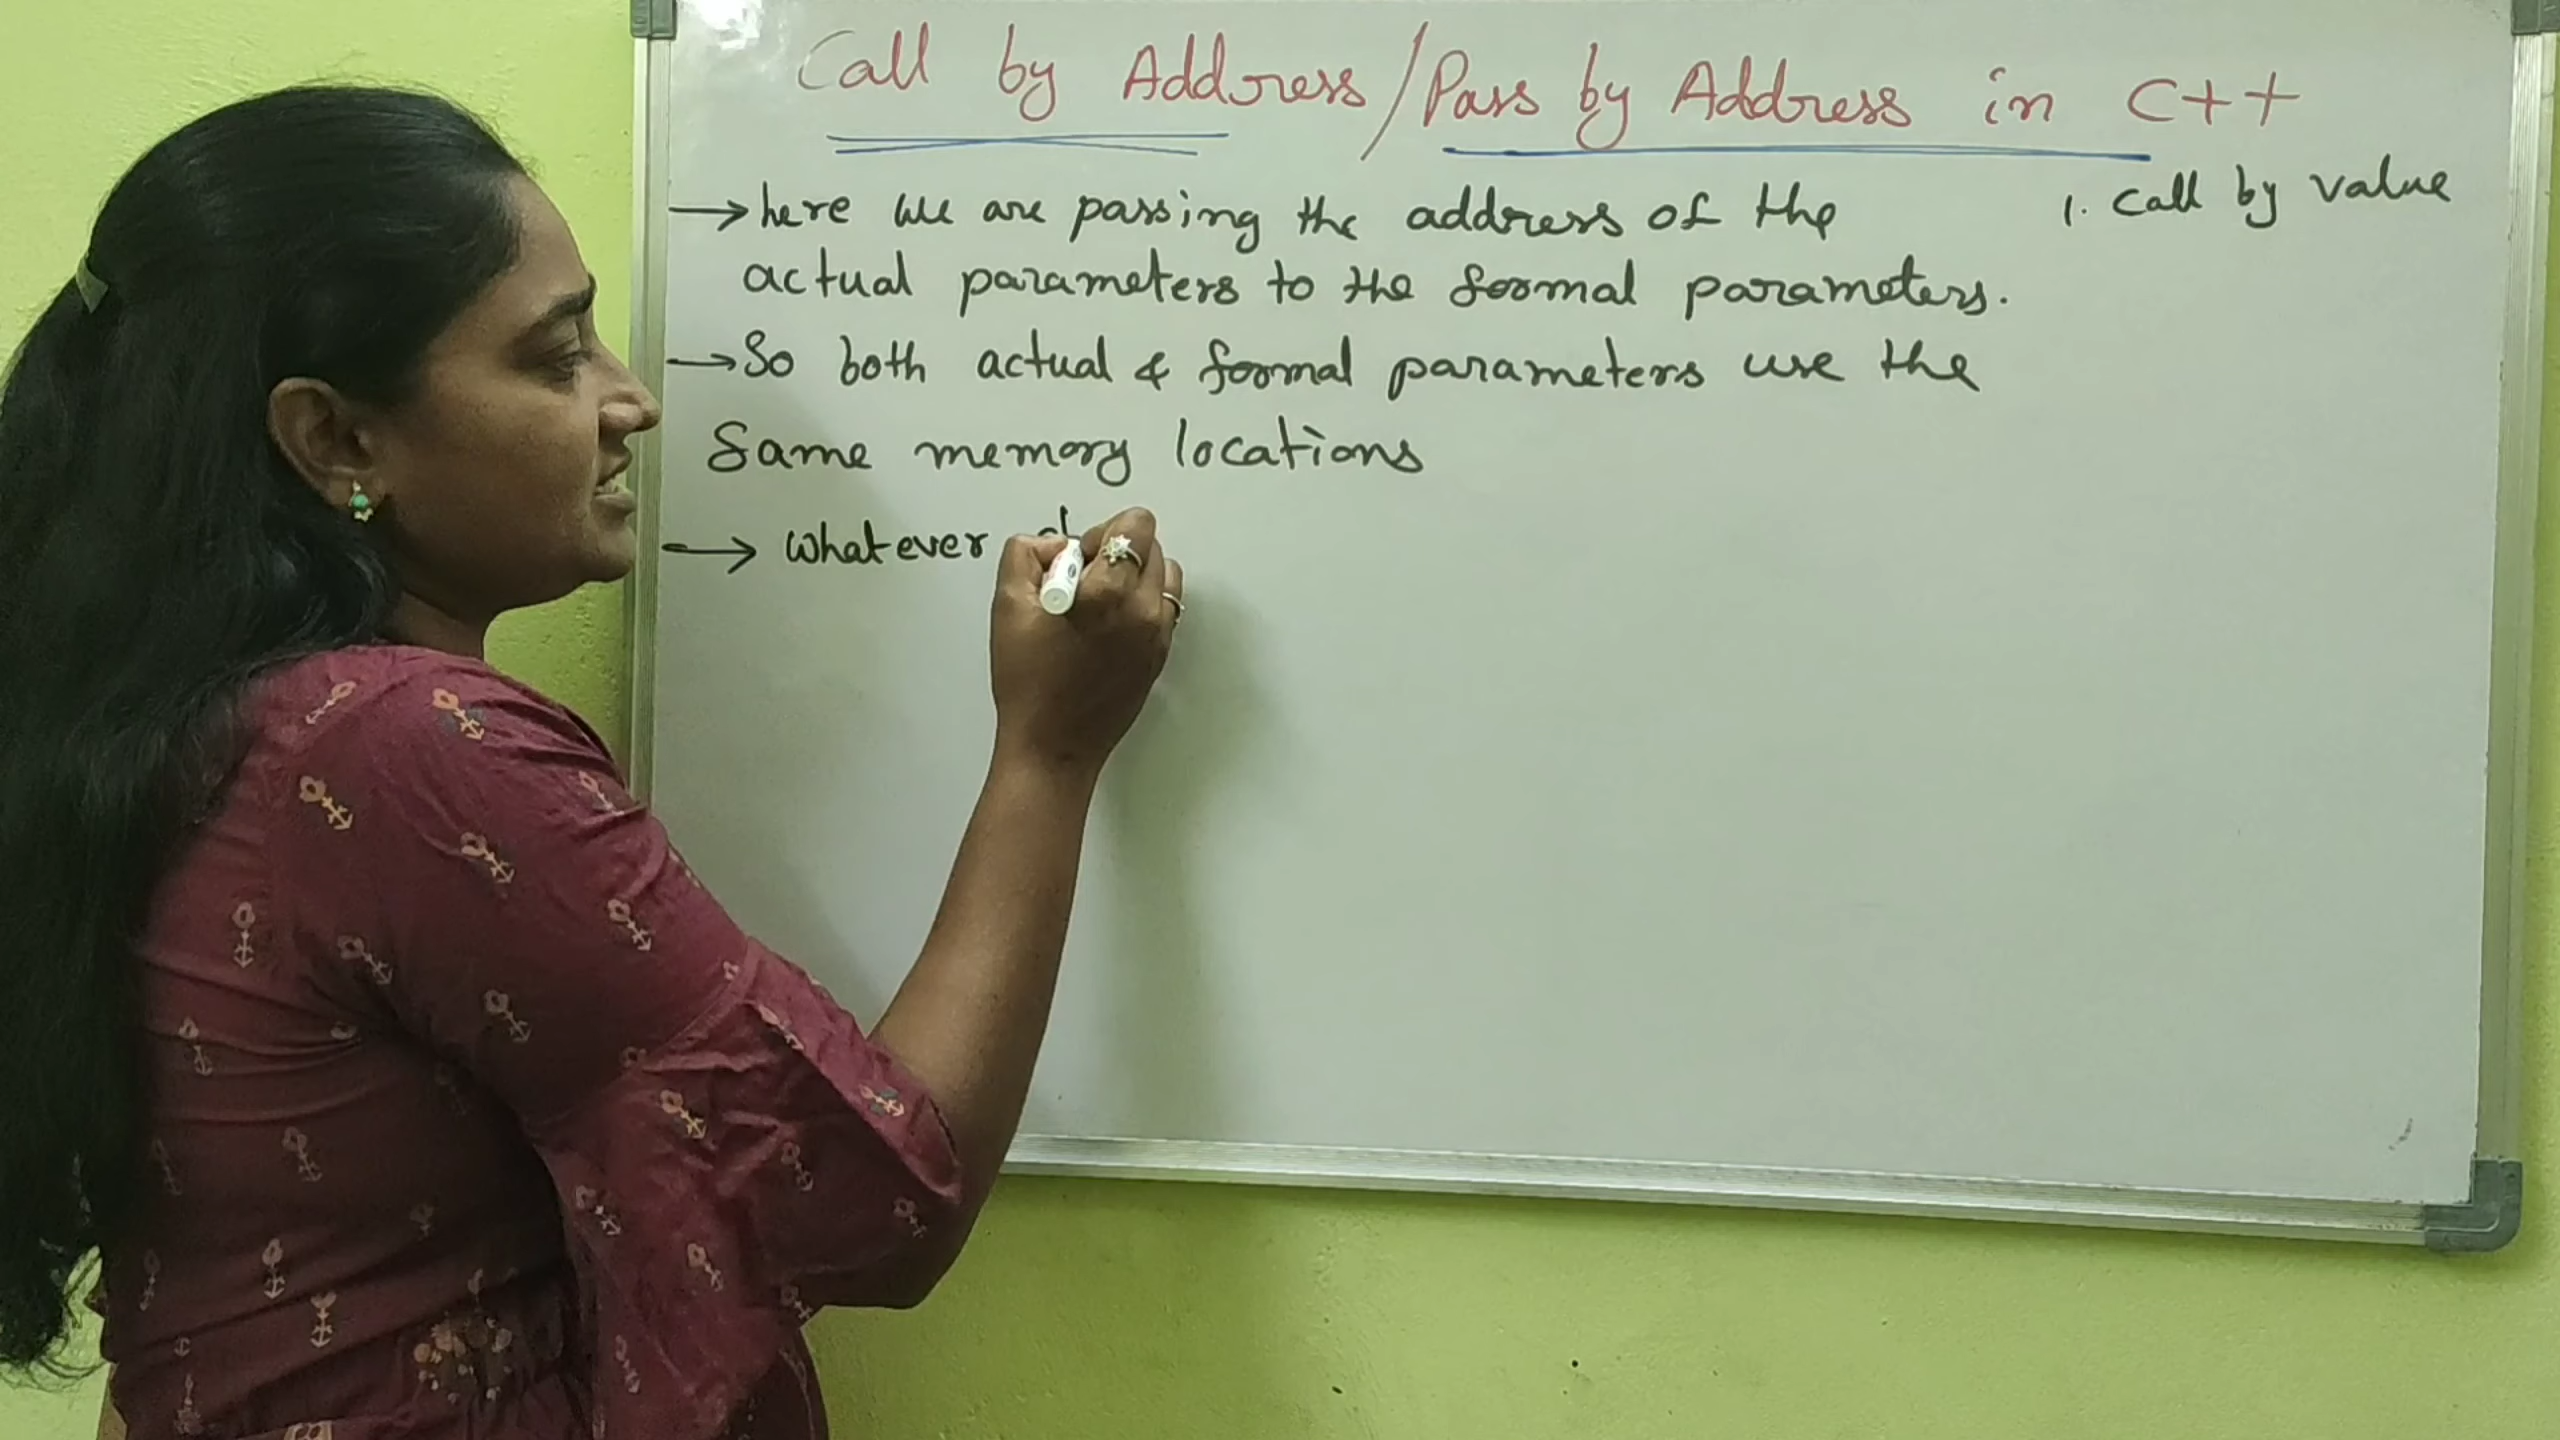 Call by Address/Pass by Address in C++
→ here we are passing the address of the
actual parameters to the formal parameters.
→ So both actual & formal parameters use the
Same memory locations
→ whatever
1. Call by value